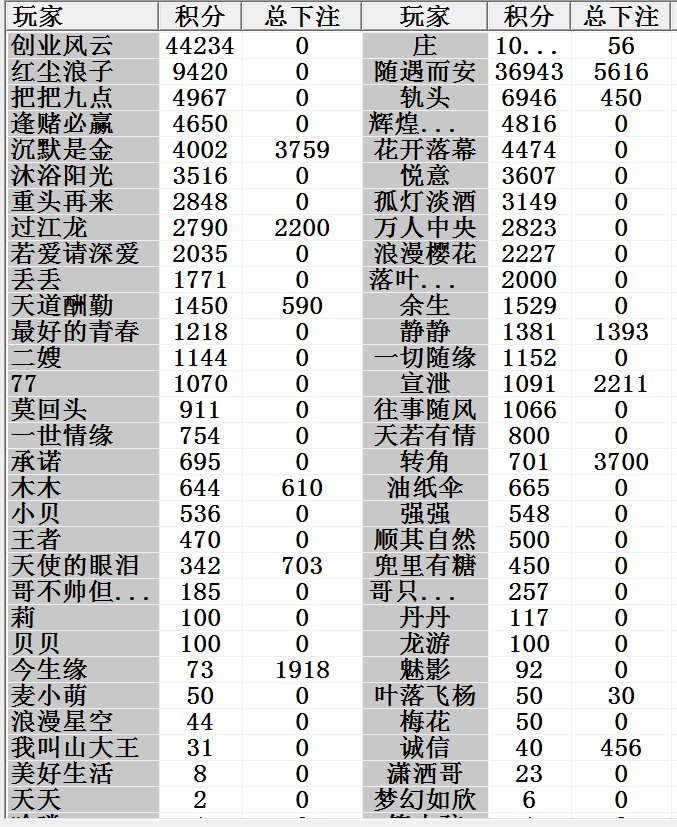 玩家 积分 总下注 玩家 积分 总下注
创业风云 44234 0 庄 10... 56
红尘浪子 9420 0 随遇而安 36943 5616
把把九点 4967 0 轨头 6946 450
逢赌必赢 4650 0 辉煌... 4816 0
沉默是金 4002 3759 花开落幕 4474 0
沐浴阳光 3516 0 悦意 3607 0
重头再来 2848 0 孤灯淡酒 3149 0
过江龙 2790 2200 万人中央 2823 0
若爱请深爱 2035 0 浪漫樱花 2227 0
丢丢 1771 0 落叶... 2000 0
天道酬勤 1450 590 余生 1529 0
最好的青春 1218 0 静静 1381 1393
二嫂 1144 0 一切随缘 1152 0
77 1070 0 宣泄 1091 2211
莫回头 911 0 往事随风 1066 0
一世情缘 754 0 天若有情 800 0
承诺 695 0 转角 701 3700
木木 644 610 油纸伞 665 0
小贝 536 0 强强 548 0
王者 470 0 顺其自然 500 0
天使的眼泪 342 703 兜里有糖 450 0
哥不帅但... 185 0 哥只... 257 0
莉 100 0 丹丹 117 0
贝贝 100 0 龙游 100 0
今生缘 73 1918 魅影 92 0
麦小萌 50 0 叶落飞杨 50 30
浪漫星空 44 0 梅花 50 0
我叫山大王 31 0 诚信 40 456
美好生活 8 0 潇洒哥 23 0
天天 2 0 梦幻如欣 6 0